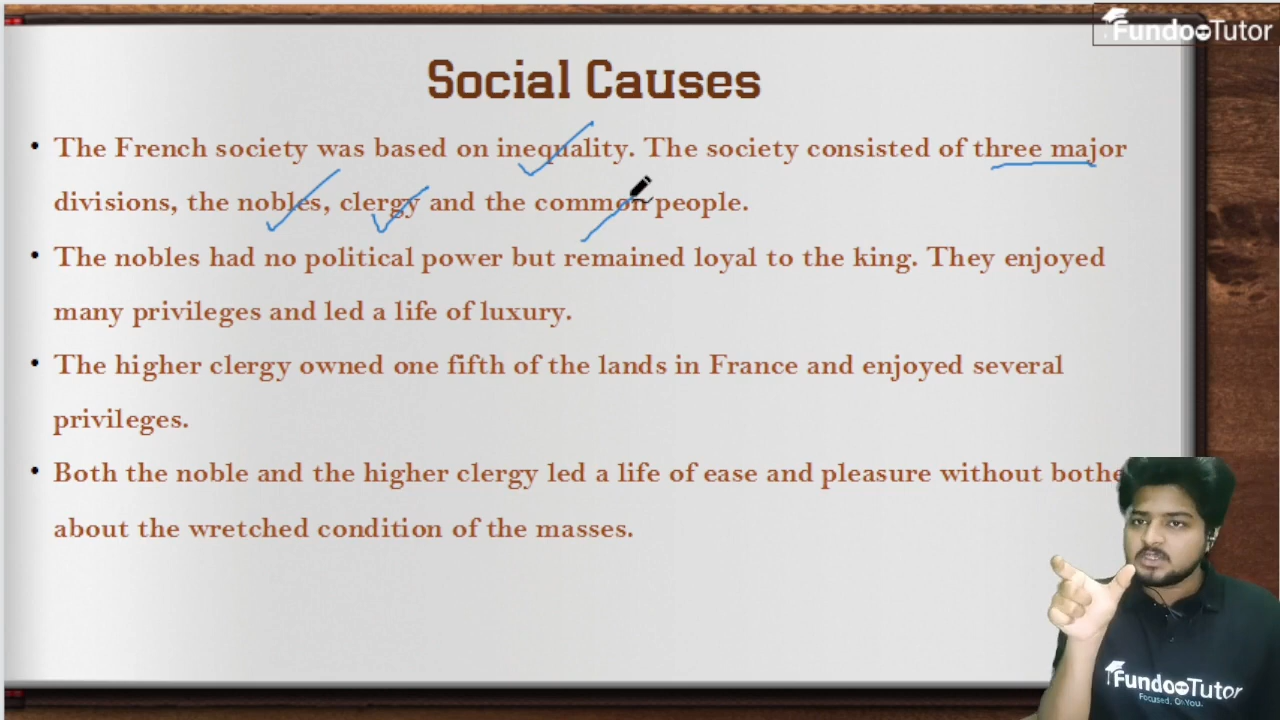 FundooTutor
Social Causes
• The French society was based on inequality. The society consisted of three major
divisions, the nobles, clergy and the common people.
• The nobles had no political power but remained loyal to the king. They enjoyed
many privileges and led a life of luxury.
• The higher clergy owned one fifth of the lands in France and enjoyed several
privileges.
• Both the noble and the higher clergy led a life of ease and pleasure without bothe
about the wretched condition of the masses.
FundooTutor
Focused. On You.